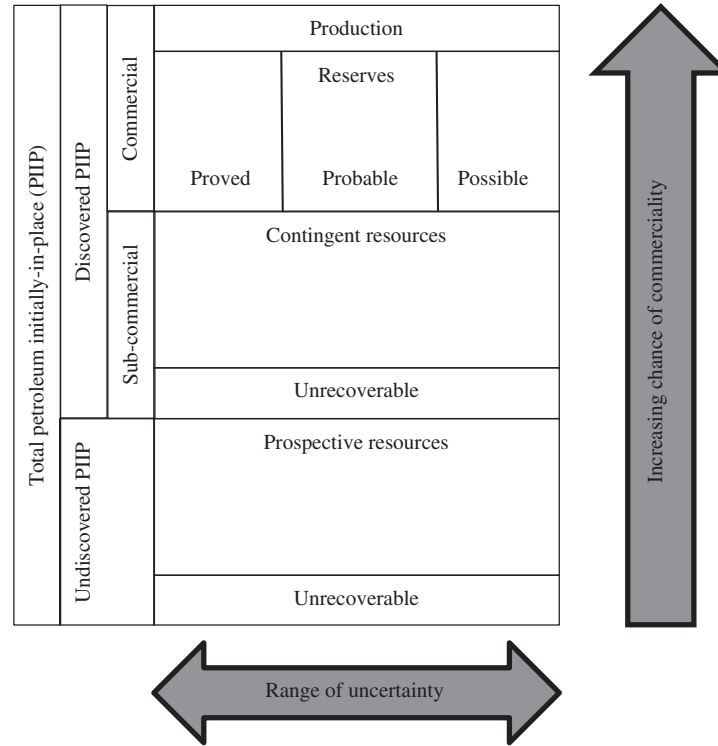 Total petroleum initially-in-place (PIIP)
Discovered PIIP
Undiscovered PIIP
Commercial
Sub-commercial
Production
Reserves
Proved
Probable
Possible
Contingent resources
Unrecoverable
Prospective resources
Unrecoverable
Increasing chance of commerciality
Range of uncertainty